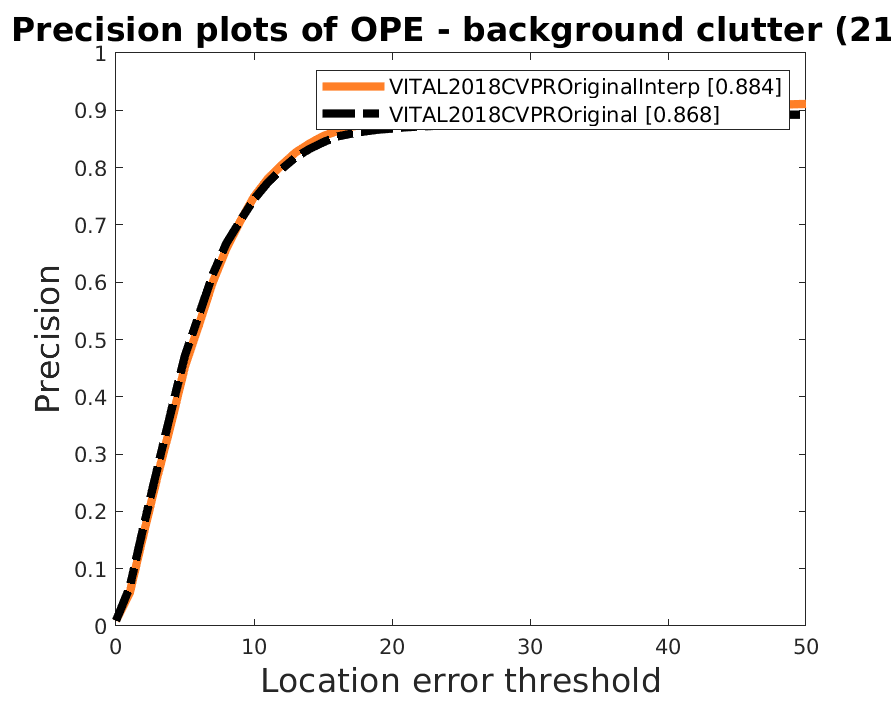 Precision plots of OPE - background clutter (21
1
0.9
0.8
0.7
0.6
0.5
0.4
0.3
0.2
0.1
0
Precision
VITAL2018CVPROriginalInterp [0.884]
VITAL2018CVPROriginal [0.868]
0 10 20 30 40 50
Location error threshold